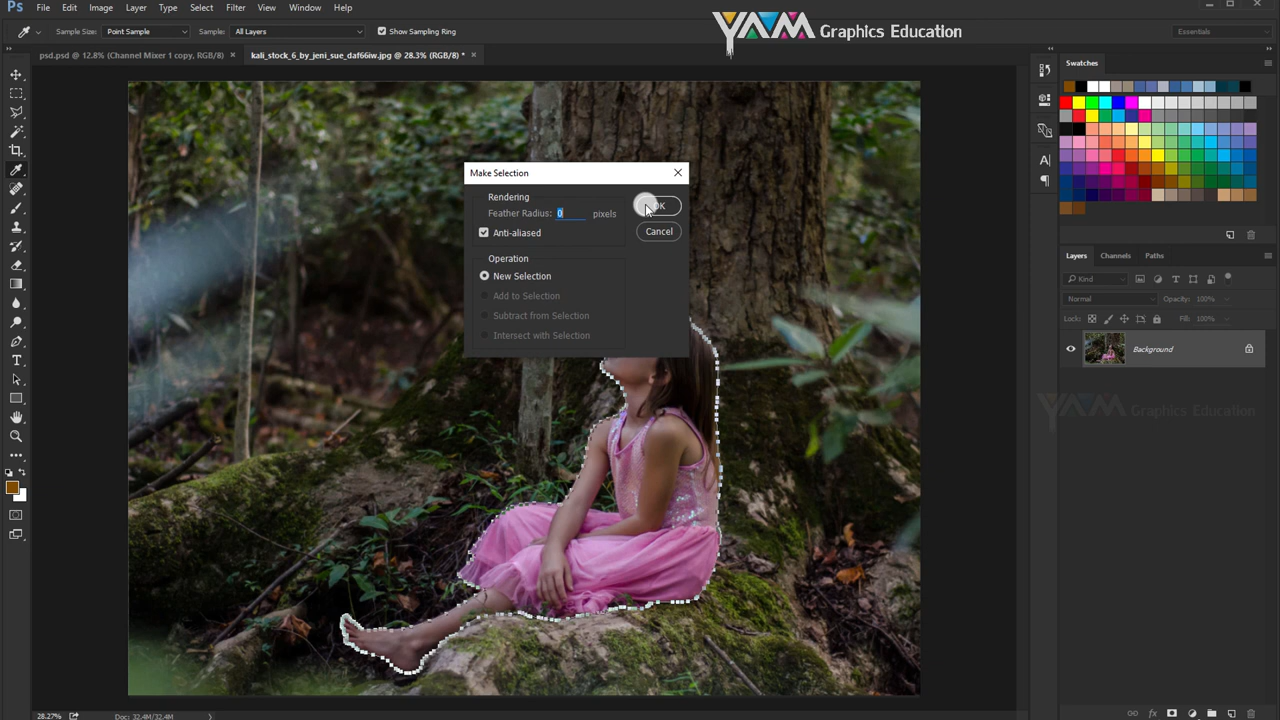 Ps File Edit Image Layer Type Select Filter View Window Help
YAM Graphics Education
Sample Size: Point Sample Sample: All Layers Show Sampling Ring
Essentials
psd.psd @ 12.8% (Channel Mixer 1 copy, RGB/8) × kali_stock_6_by_jeni_sue_daf66iw.jpg @ 28.3% (RGB/8) * ×
Swatches
Make Selection
Rendering
Feather Radius: 0 pixels
OK
Anti-aliased
Cancel
Operation
New Selection
Add to Selection
Subtract from Selection
Intersect with Selection
Layers Channels Paths
Kind
Normal Opacity: 100%
Lock: Fill: 100%
Background
YAM Graphics Education
28.27% Doc: 32.4M/32.4M